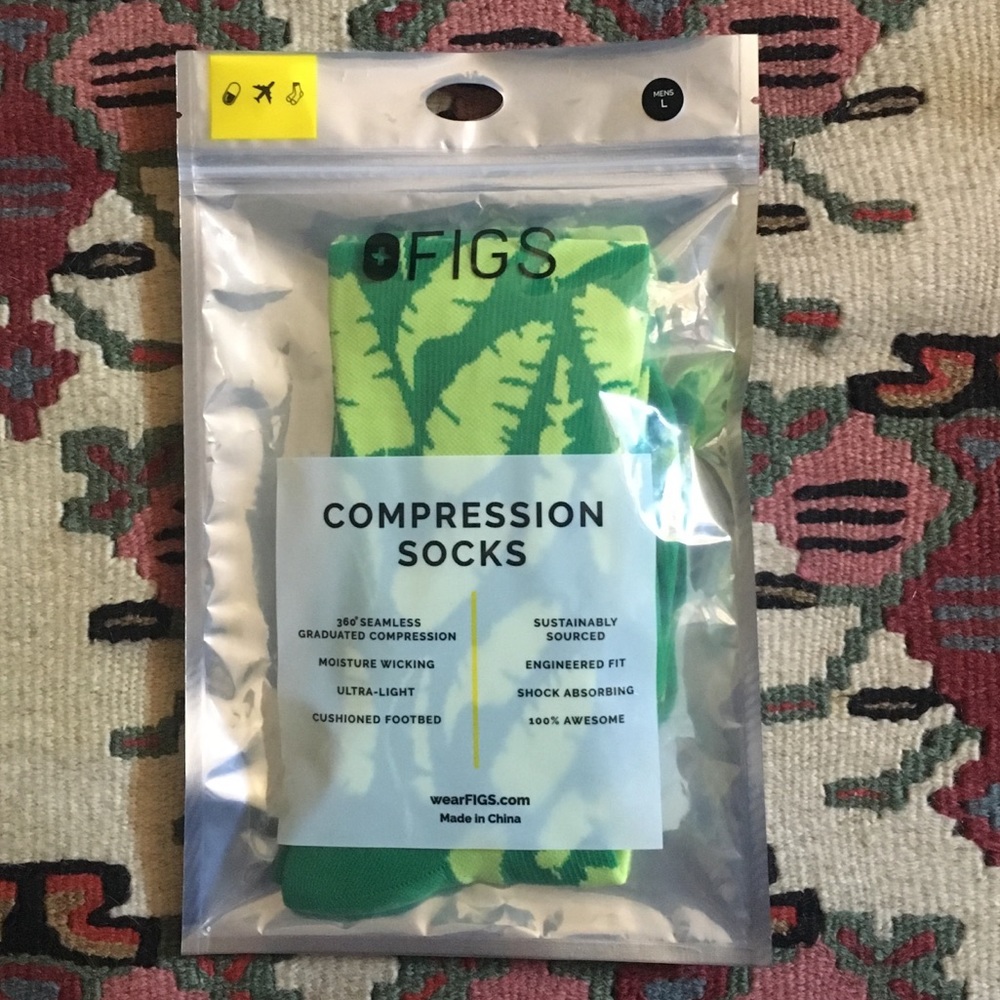 MENS
L
FIGS
COMPRESSION
SOCKS
360° SEAMLESS
GRADUATED COMPRESSION
MOISTURE WICKING
ULTRA-LIGHT
CUSHIONED FOOTBED
SUSTAINABLY
SOURCED
ENGINEERED FIT
SHOCK ABSORBING
100% AWESOME
wearFIGS.com
Made in China